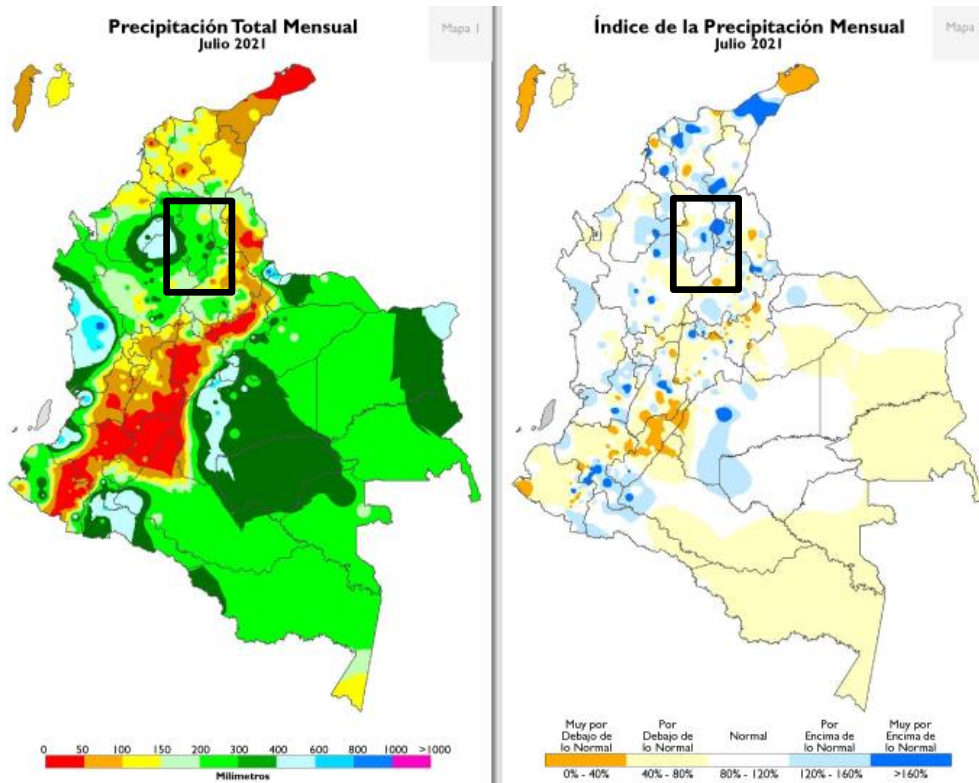 Precipitación Total Mensual
Julio 2021
Mapa 1
0 50 100 150 200 300 400 600 800 1000 >1000
Milímetros
Índice de la Precipitación Mensual
Julio 2021
Mapa
Muy por Debajo de lo Normal
Por Debajo de lo Normal
Normal
Por Encima de lo Normal
Muy por Encima de lo Normal
0% - 40% 40% - 80% 80% - 120% 120% - 160% >160%